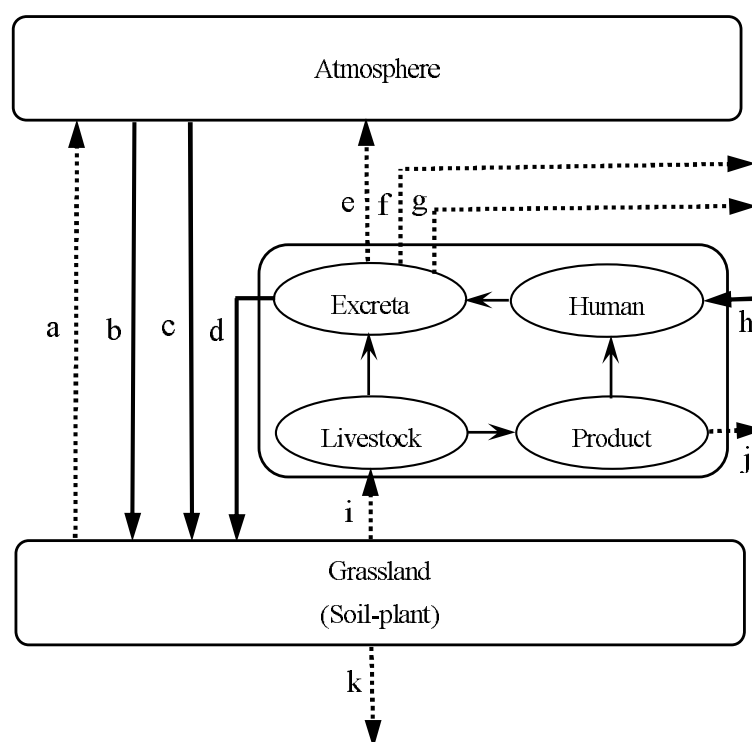 Atmosphere
e
f
g
a
b
c
d
Excreta
Human
h
Livestock
Product
j
i
Grassland
(Soil-plant)
k